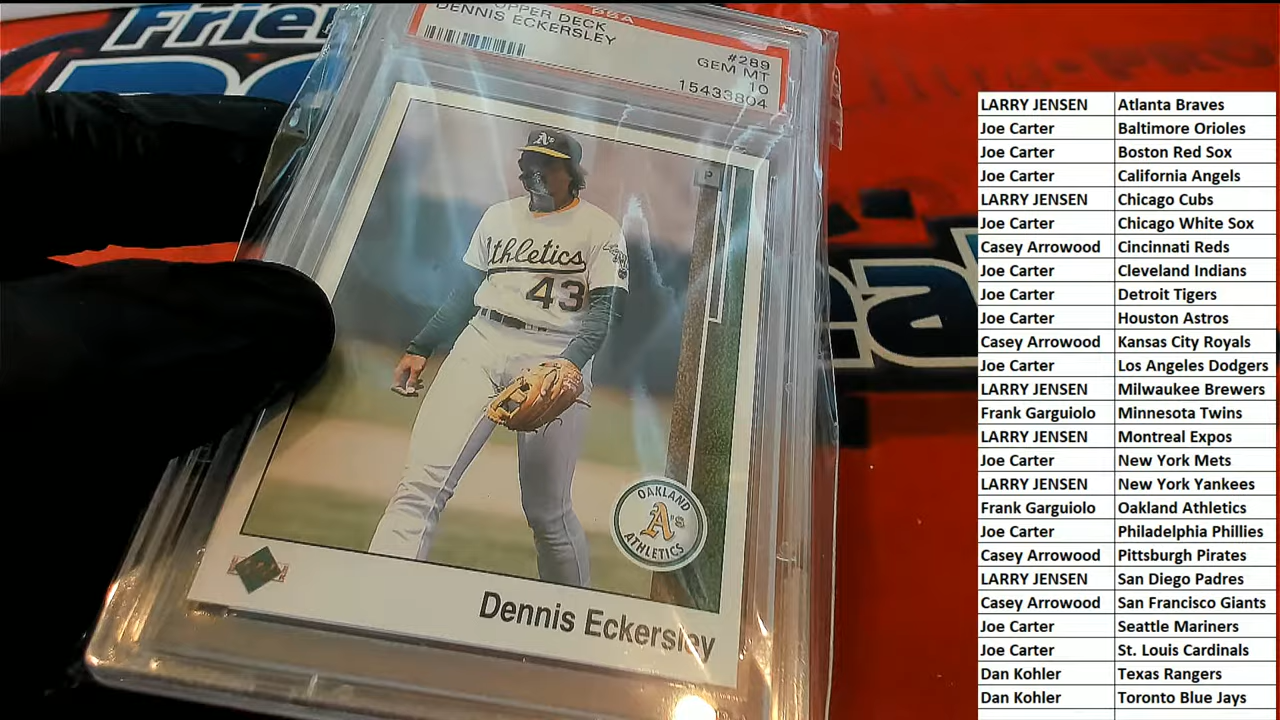 Frie
UPPER DECK
DENNIS ECKERSLEY
PSA
#289
GEM MT
10
15433804
A's
P
Athletics
43
OAKLAND
A's
ATHLETICS
Dennis Eckersley
LARRY JENSEN Atlanta Braves
Joe Carter Baltimore Orioles
Joe Carter Boston Red Sox
Joe Carter California Angels
LARRY JENSEN Chicago Cubs
Joe Carter Chicago White Sox
Casey Arrowood Cincinnati Reds
Joe Carter Cleveland Indians
Joe Carter Detroit Tigers
Joe Carter Houston Astros
Casey Arrowood Kansas City Royals
Joe Carter Los Angeles Dodgers
LARRY JENSEN Milwaukee Brewers
Frank Garguiolo Minnesota Twins
LARRY JENSEN Montreal Expos
Joe Carter New York Mets
LARRY JENSEN New York Yankees
Frank Garguiolo Oakland Athletics
Joe Carter Philadelphia Phillies
Casey Arrowood Pittsburgh Pirates
LARRY JENSEN San Diego Padres
Casey Arrowood San Francisco Giants
Joe Carter Seattle Mariners
Joe Carter St. Louis Cardinals
Dan Kohler Texas Rangers
Dan Kohler Toronto Blue Jays